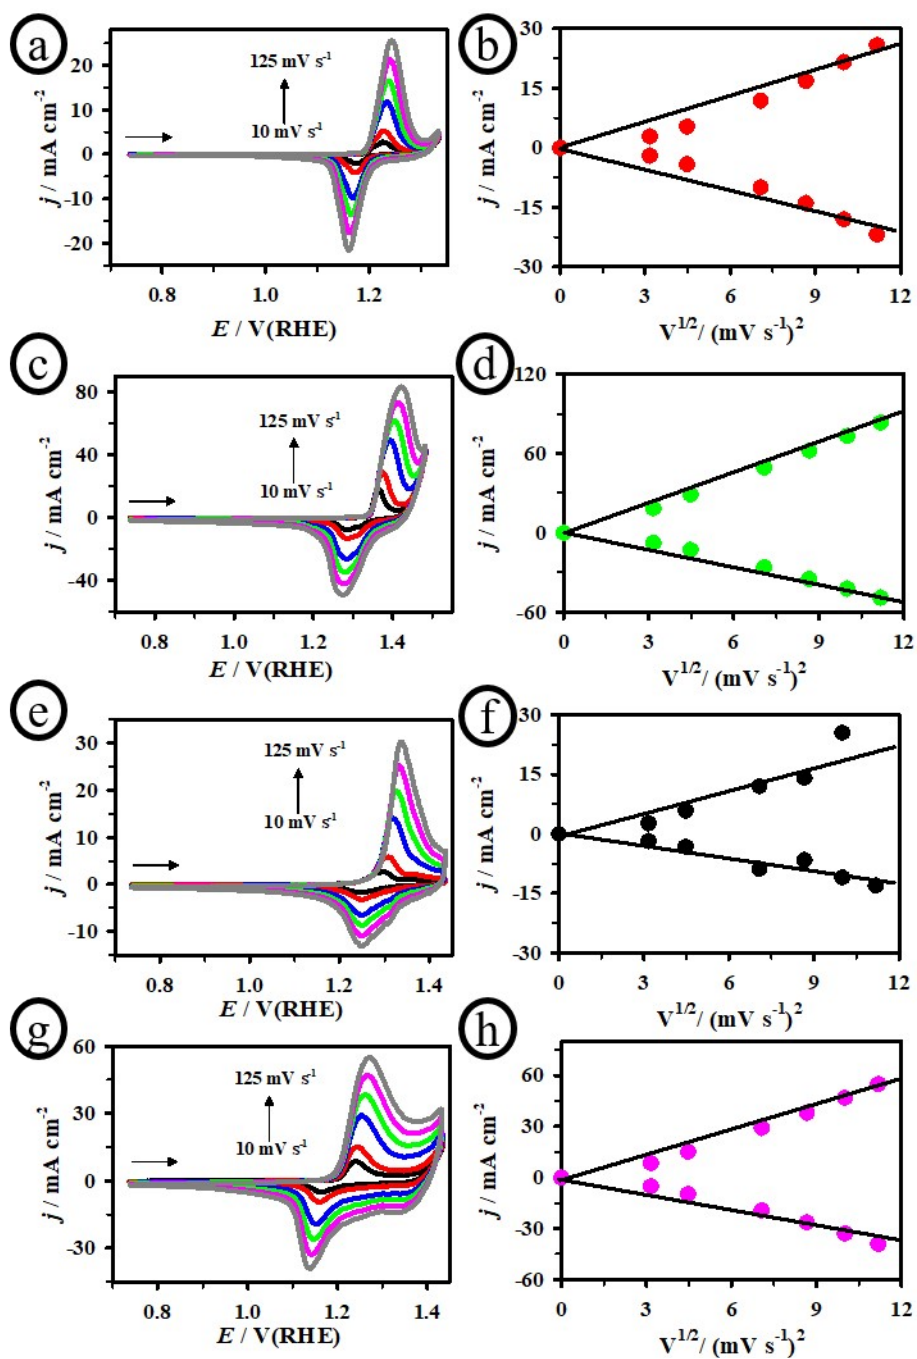 a
j / mA cm-2
20
10
0
-10
-20
125 mV s-1
10 mV s-1
0.8 1.0 1.2
E / V(RHE)
b
j / mA cm-2
30
15
0
-15
-30
0 3 6 9 12
V1/2/ (mV s-1)2
c
j / mA cm-2
80
40
0
-40
125 mV s-1
10 mV s-1
0.8 1.0 1.2 1.4
E / V(RHE)
d
j / mA cm-2
120
60
0
-60
0 3 6 9 12
V1/2/ (mV s-1)2
e
j / mA cm-2
30
20
10
0
-10
125 mV s-1
10 mV s-1
0.8 1.0 1.2 1.4
E / V(RHE)
f
j / mA cm-2
30
15
0
-15
-30
0 3 6 9 12
V1/2/ (mV s-1)2
g
j / mA cm-2
60
30
0
-30
125 mV s-1
10 mV s-1
0.8 1.0 1.2 1.4
E / V(RHE)
h
j / mA cm-2
60
30
0
-30
-60
0 3 6 9 12
V1/2/ (mV s-1)2